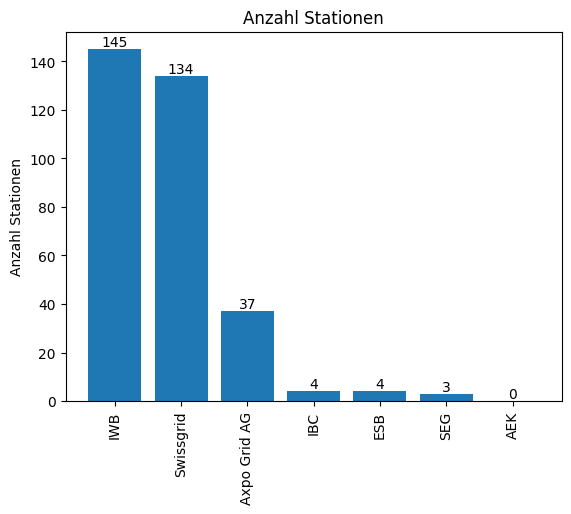 Anzahl Stationen
Anzahl Stationen
140
120
100
80
60
40
20
0
145
134
37
4
4
3
0
IWB
Swissgrid
Axpo Grid AG
IBC
ESB
SEG
AEK